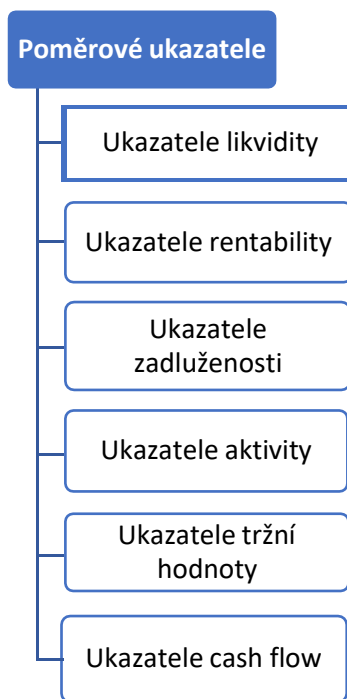 Poměrové ukazatele
Ukazatele likvidity
Ukazatele rentability
Ukazatele
zadluženosti
Ukazatele aktivity
Ukazatele tržní
hodnoty
Ukazatele cash flow